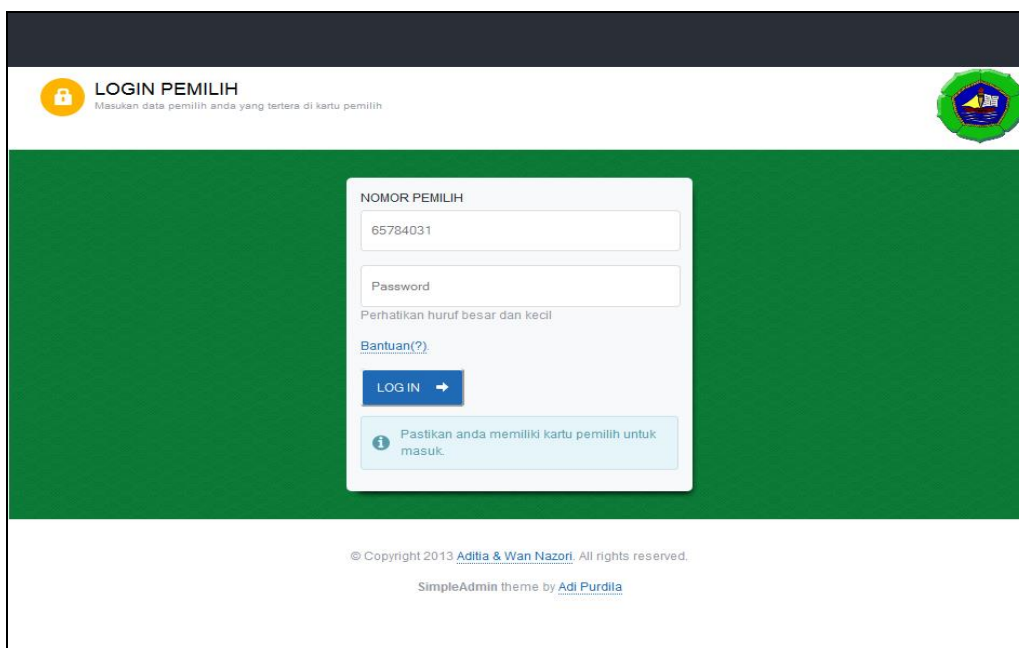 LOGIN PEMILIH
Masukan data pemilih anda yang tertera di kartu pemilih
NOMOR PEMILIH
65784031
Password
Perhatikan huruf besar dan kecil
Bantuan(?).
LOG IN
Pastikan anda memiliki kartu pemilih untuk
masuk.
© Copyright 2013 Aditia & Wan Nazori. All rights reserved.
SimpleAdmin theme by Adi Purdila